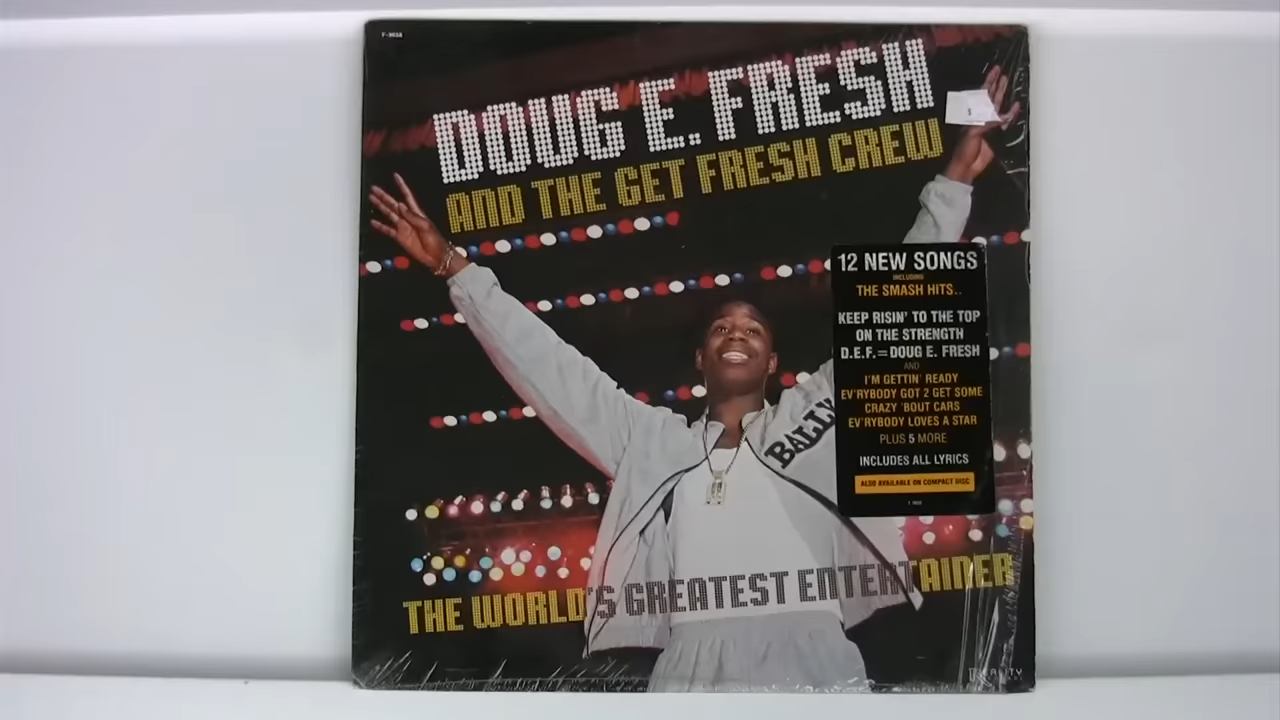 F-9658
DOUG E. FRESH
AND THE GET FRESH CREW
$
12 NEW SONGS
INCLUDING
THE SMASH HITS..
KEEP RISIN' TO THE TOP
ON THE STRENGTH
D.E.F.=DOUG E. FRESH
AND
I'M GETTIN' READY
EV'RYBODY GOT 2 GET SOME
CRAZY 'BOUT CARS
EV'RYBODY LOVES A STAR
PLUS 5 MORE
INCLUDES ALL LYRICS
ALSO AVAILABLE ON COMPACT DISC
BALLY
THE WORLD'S GREATEST ENTERTAINER